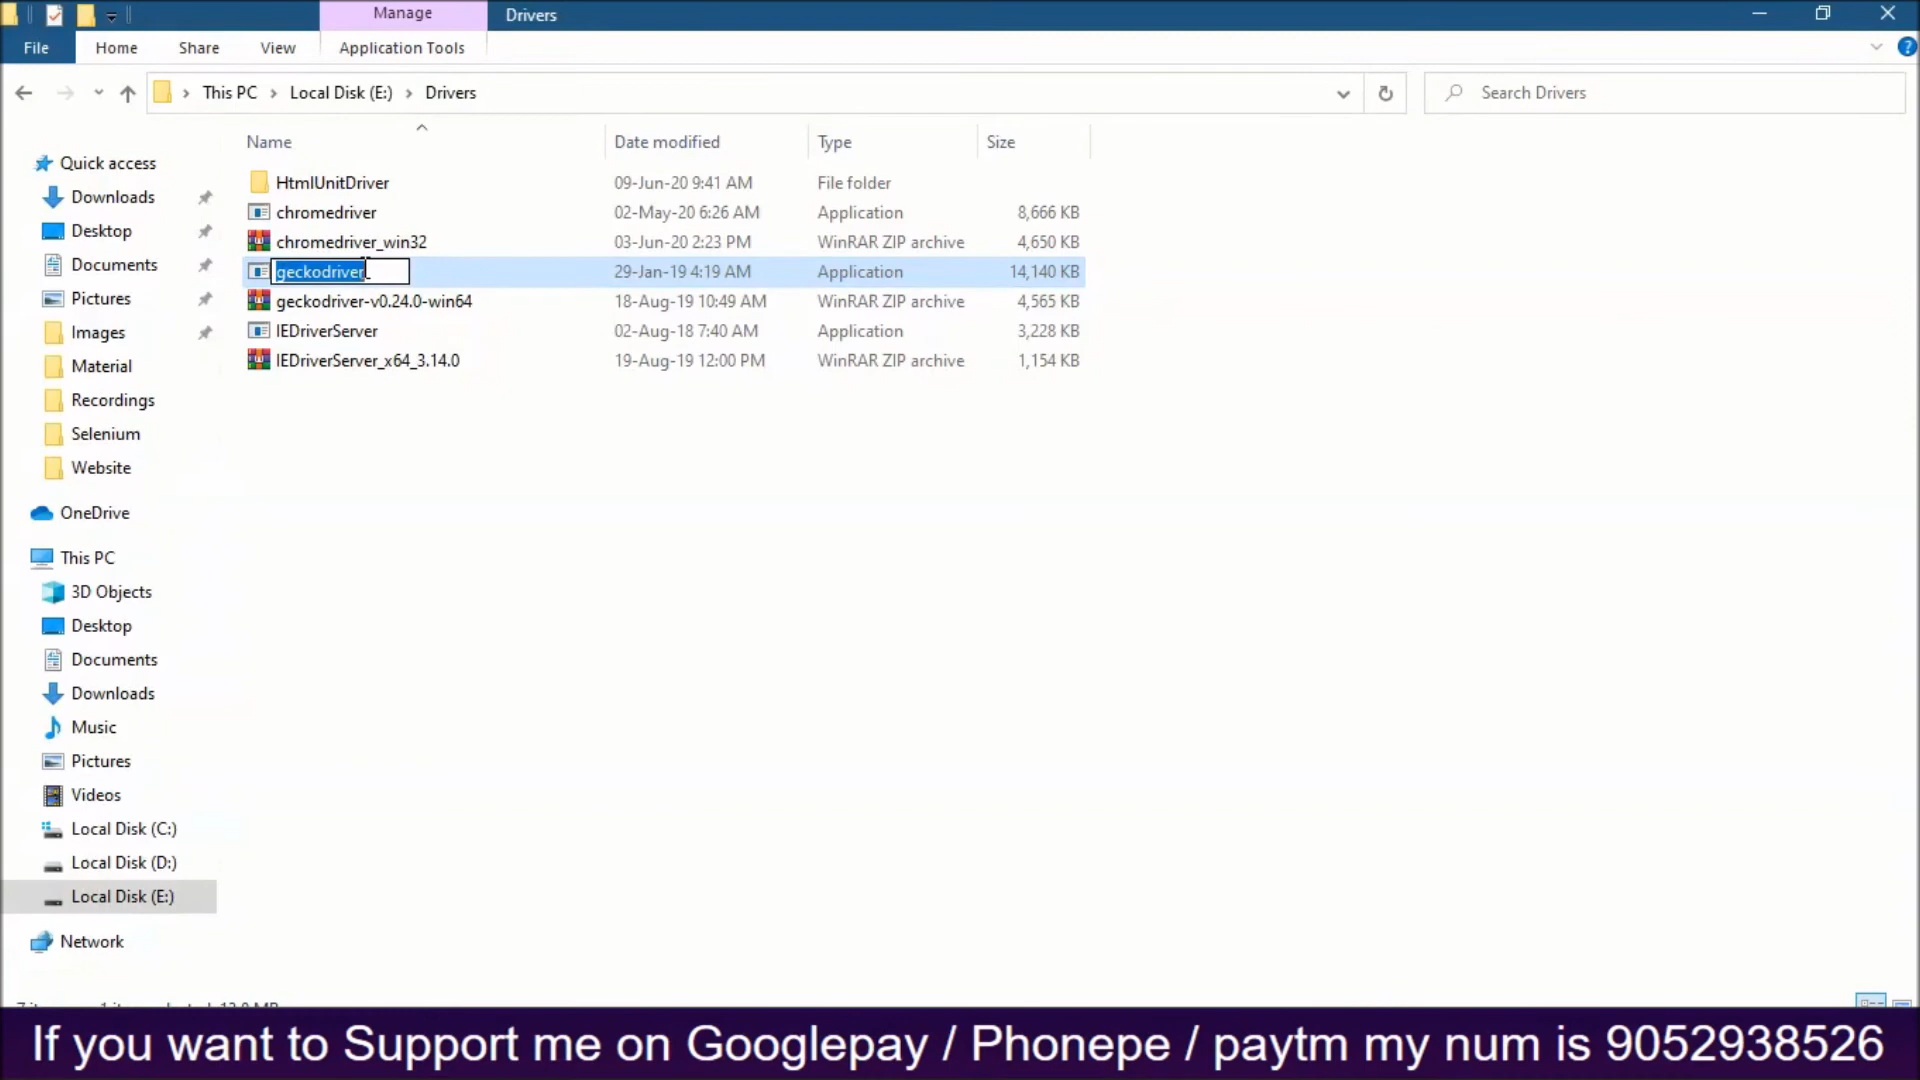 Manage
Drivers
File
Home
Share
View
Application Tools
This PC
Local Disk (E:)
Drivers
Search Drivers
Name
Date modified
Type
Size
HtmlUnitDriver 09-Jun-20 9:41 AM File folder
chromedriver 02-May-20 6:26 AM Application 8,666 KB
chromedriver_win32 03-Jun-20 2:23 PM WinRAR ZIP archive 4,650 KB
geckodriver 29-Jan-19 4:19 AM Application 14,140 KB
geckodriver-v0.24.0-win64 18-Aug-19 10:49 AM WinRAR ZIP archive 4,565 KB
IEDriverServer 02-Aug-18 7:40 AM Application 3,228 KB
IEDriverServer_x64_3.14.0 19-Aug-19 12:00 PM WinRAR ZIP archive 1,154 KB
Quick access
Downloads
Desktop
Documents
Pictures
Images
Material
Recordings
Selenium
Website
OneDrive
This PC
3D Objects
Desktop
Documents
Downloads
Music
Pictures
Videos
Local Disk (C:)
Local Disk (D:)
Local Disk (E:)
Network
If you want to Support me on Googlepay / Phonepe / paytm my num is 9052938526